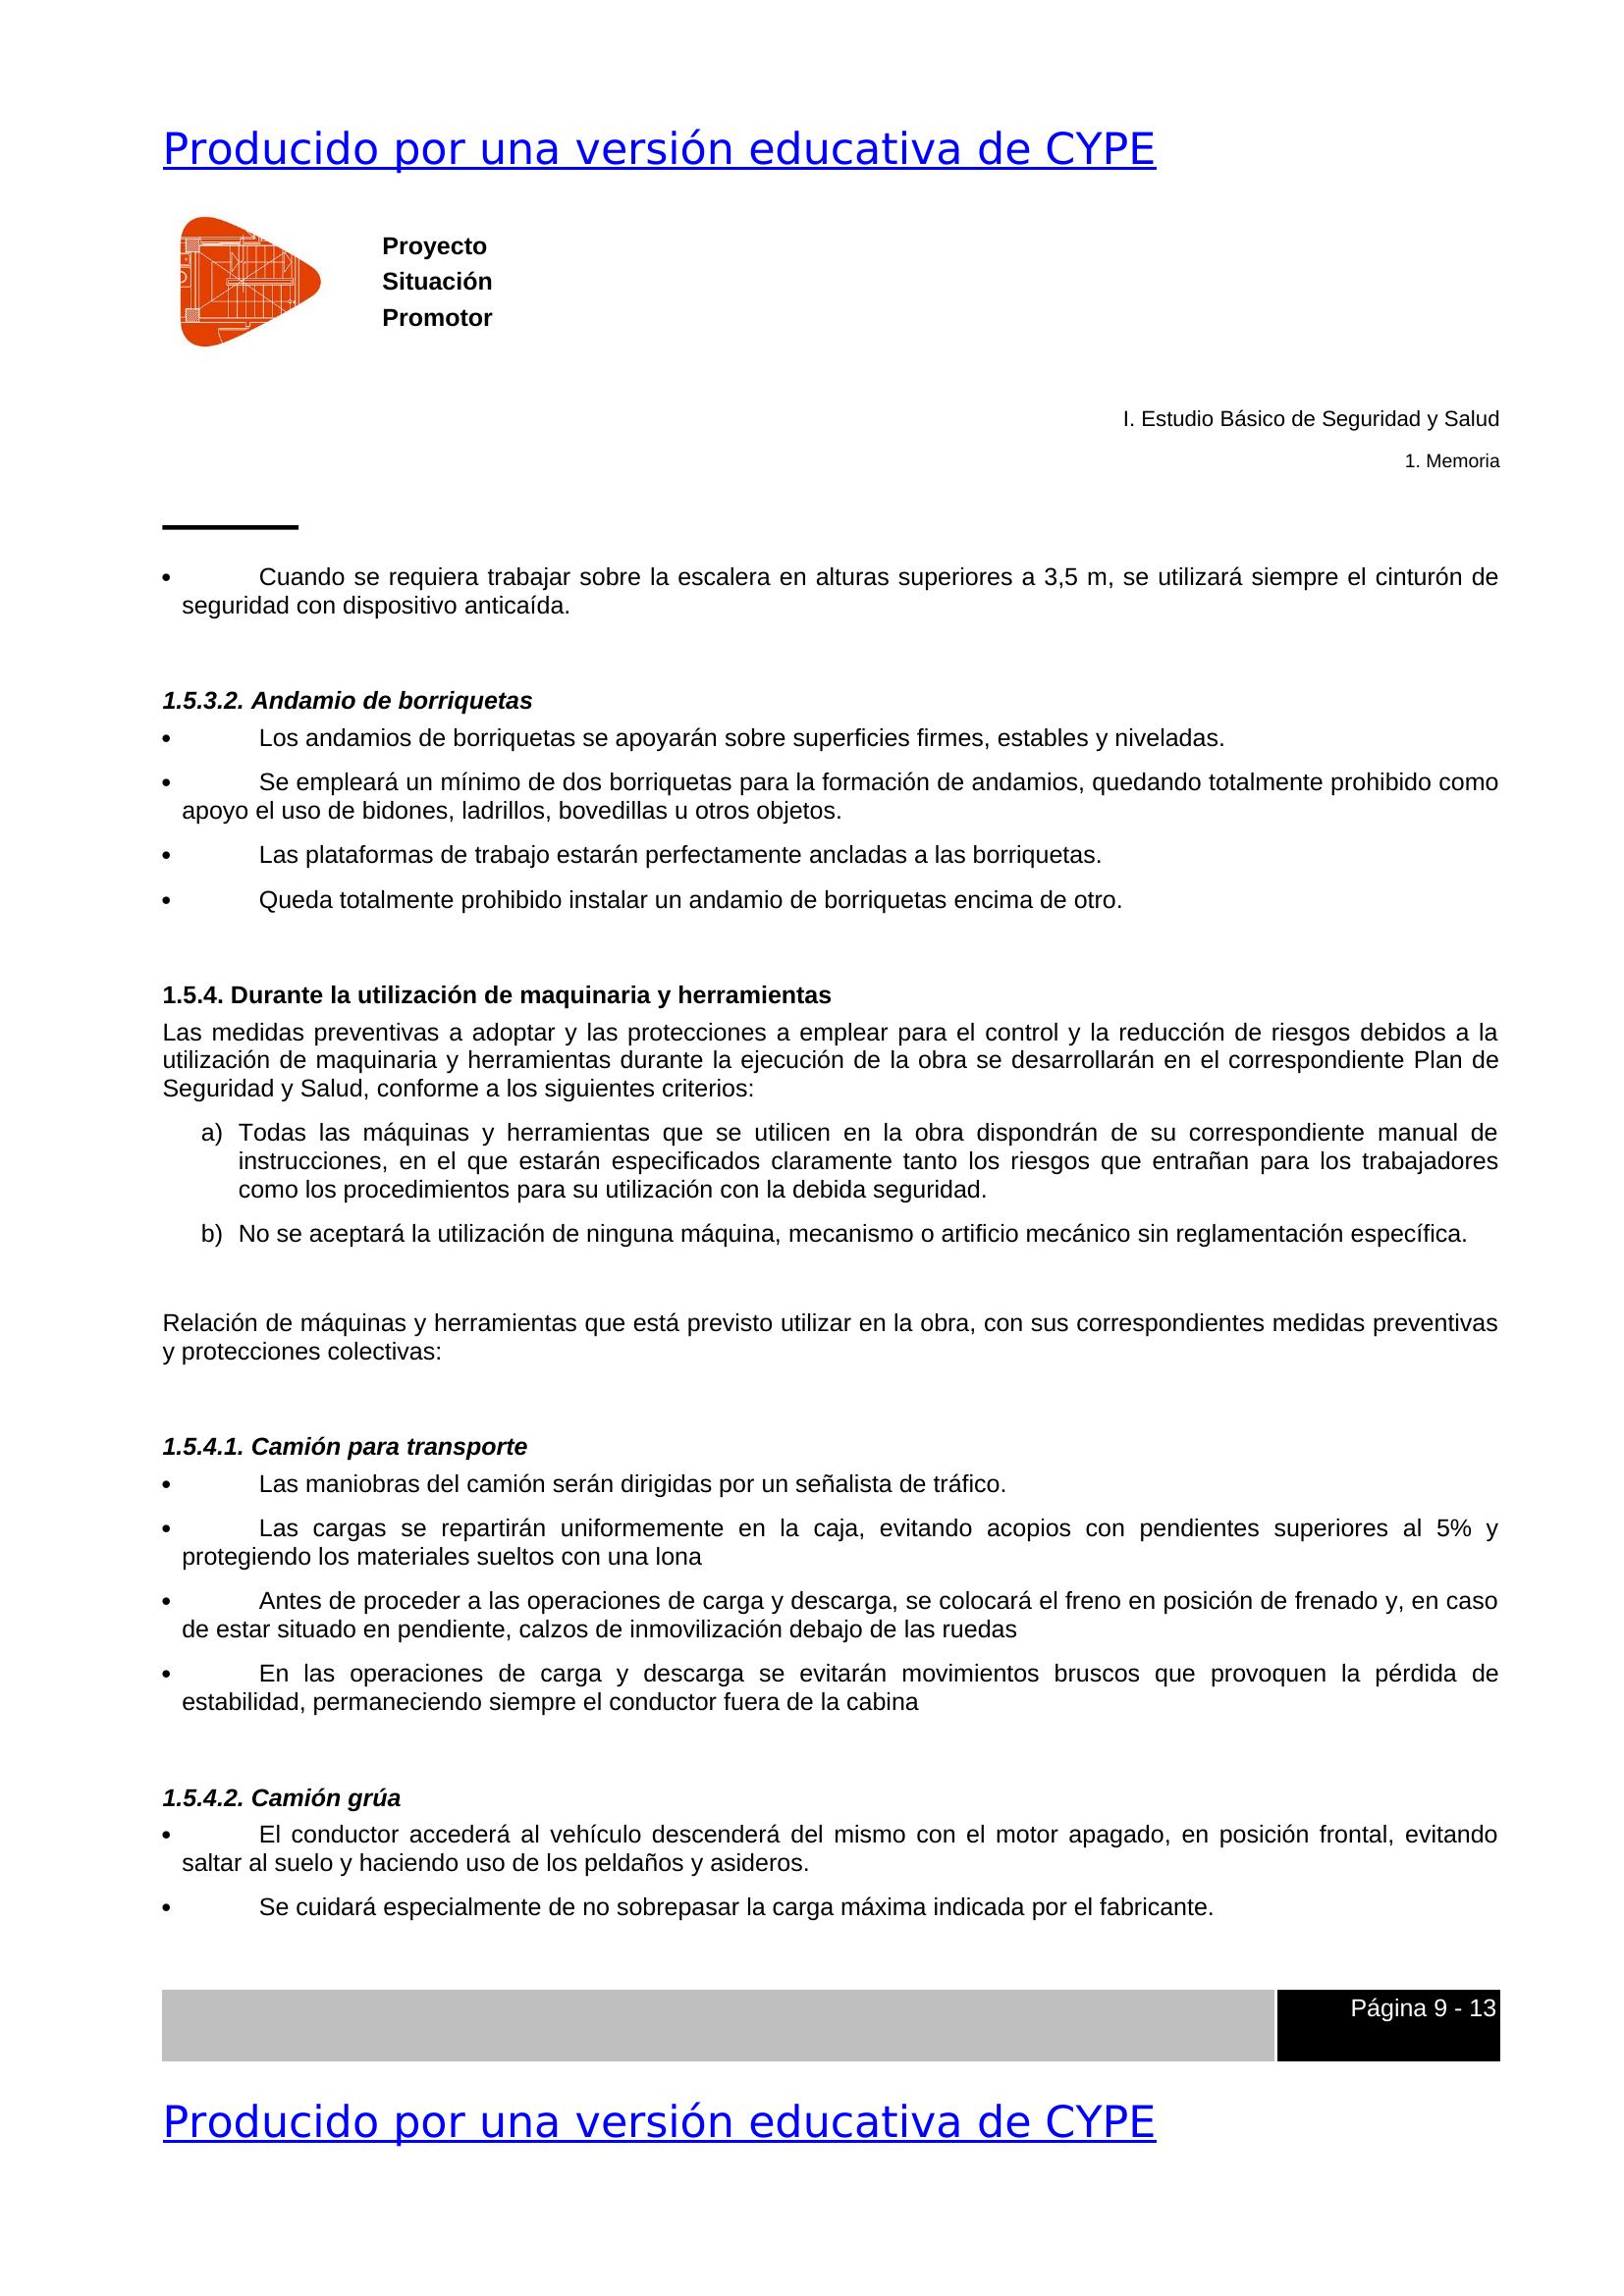 Producido por una versión educativa de CYPE
Proyecto
Situación
Promotor
I. Estudio Básico de Seguridad y Salud
1. Memoria
• Cuando se requiera trabajar sobre la escalera en alturas superiores a 3,5 m, se utilizará siempre el cinturón de
seguridad con dispositivo anticaída.
1.5.3.2. Andamio de borriquetas
• Los andamios de borriquetas se apoyarán sobre superficies firmes, estables y niveladas.
• Se empleará un mínimo de dos borriquetas para la formación de andamios, quedando totalmente prohibido como
apoyo el uso de bidones, ladrillos, bovedillas u otros objetos.
• Las plataformas de trabajo estarán perfectamente ancladas a las borriquetas.
• Queda totalmente prohibido instalar un andamio de borriquetas encima de otro.
1.5.4. Durante la utilización de maquinaria y herramientas
Las medidas preventivas a adoptar y las protecciones a emplear para el control y la reducción de riesgos debidos a la
utilización de maquinaria y herramientas durante la ejecución de la obra se desarrollarán en el correspondiente Plan de
Seguridad y Salud, conforme a los siguientes criterios:
a) Todas las máquinas y herramientas que se utilicen en la obra dispondrán de su correspondiente manual de
instrucciones, en el que estarán especificados claramente tanto los riesgos que entrañan para los trabajadores
como los procedimientos para su utilización con la debida seguridad.
b) No se aceptará la utilización de ninguna máquina, mecanismo o artificio mecánico sin reglamentación específica.
Relación de máquinas y herramientas que está previsto utilizar en la obra, con sus correspondientes medidas preventivas
y protecciones colectivas:
1.5.4.1. Camión para transporte
• Las maniobras del camión serán dirigidas por un señalista de tráfico.
• Las cargas se repartirán uniformemente en la caja, evitando acopios con pendientes superiores al 5% y
protegiendo los materiales sueltos con una lona
• Antes de proceder a las operaciones de carga y descarga, se colocará el freno en posición de frenado y, en caso
de estar situado en pendiente, calzos de inmovilización debajo de las ruedas
• En las operaciones de carga y descarga se evitarán movimientos bruscos que provoquen la pérdida de
estabilidad, permaneciendo siempre el conductor fuera de la cabina
1.5.4.2. Camión grúa
• El conductor accederá al vehículo descenderá del mismo con el motor apagado, en posición frontal, evitando
saltar al suelo y haciendo uso de los peldaños y asideros.
• Se cuidará especialmente de no sobrepasar la carga máxima indicada por el fabricante.
Página 9 - 13
Producido por una versión educativa de CYPE